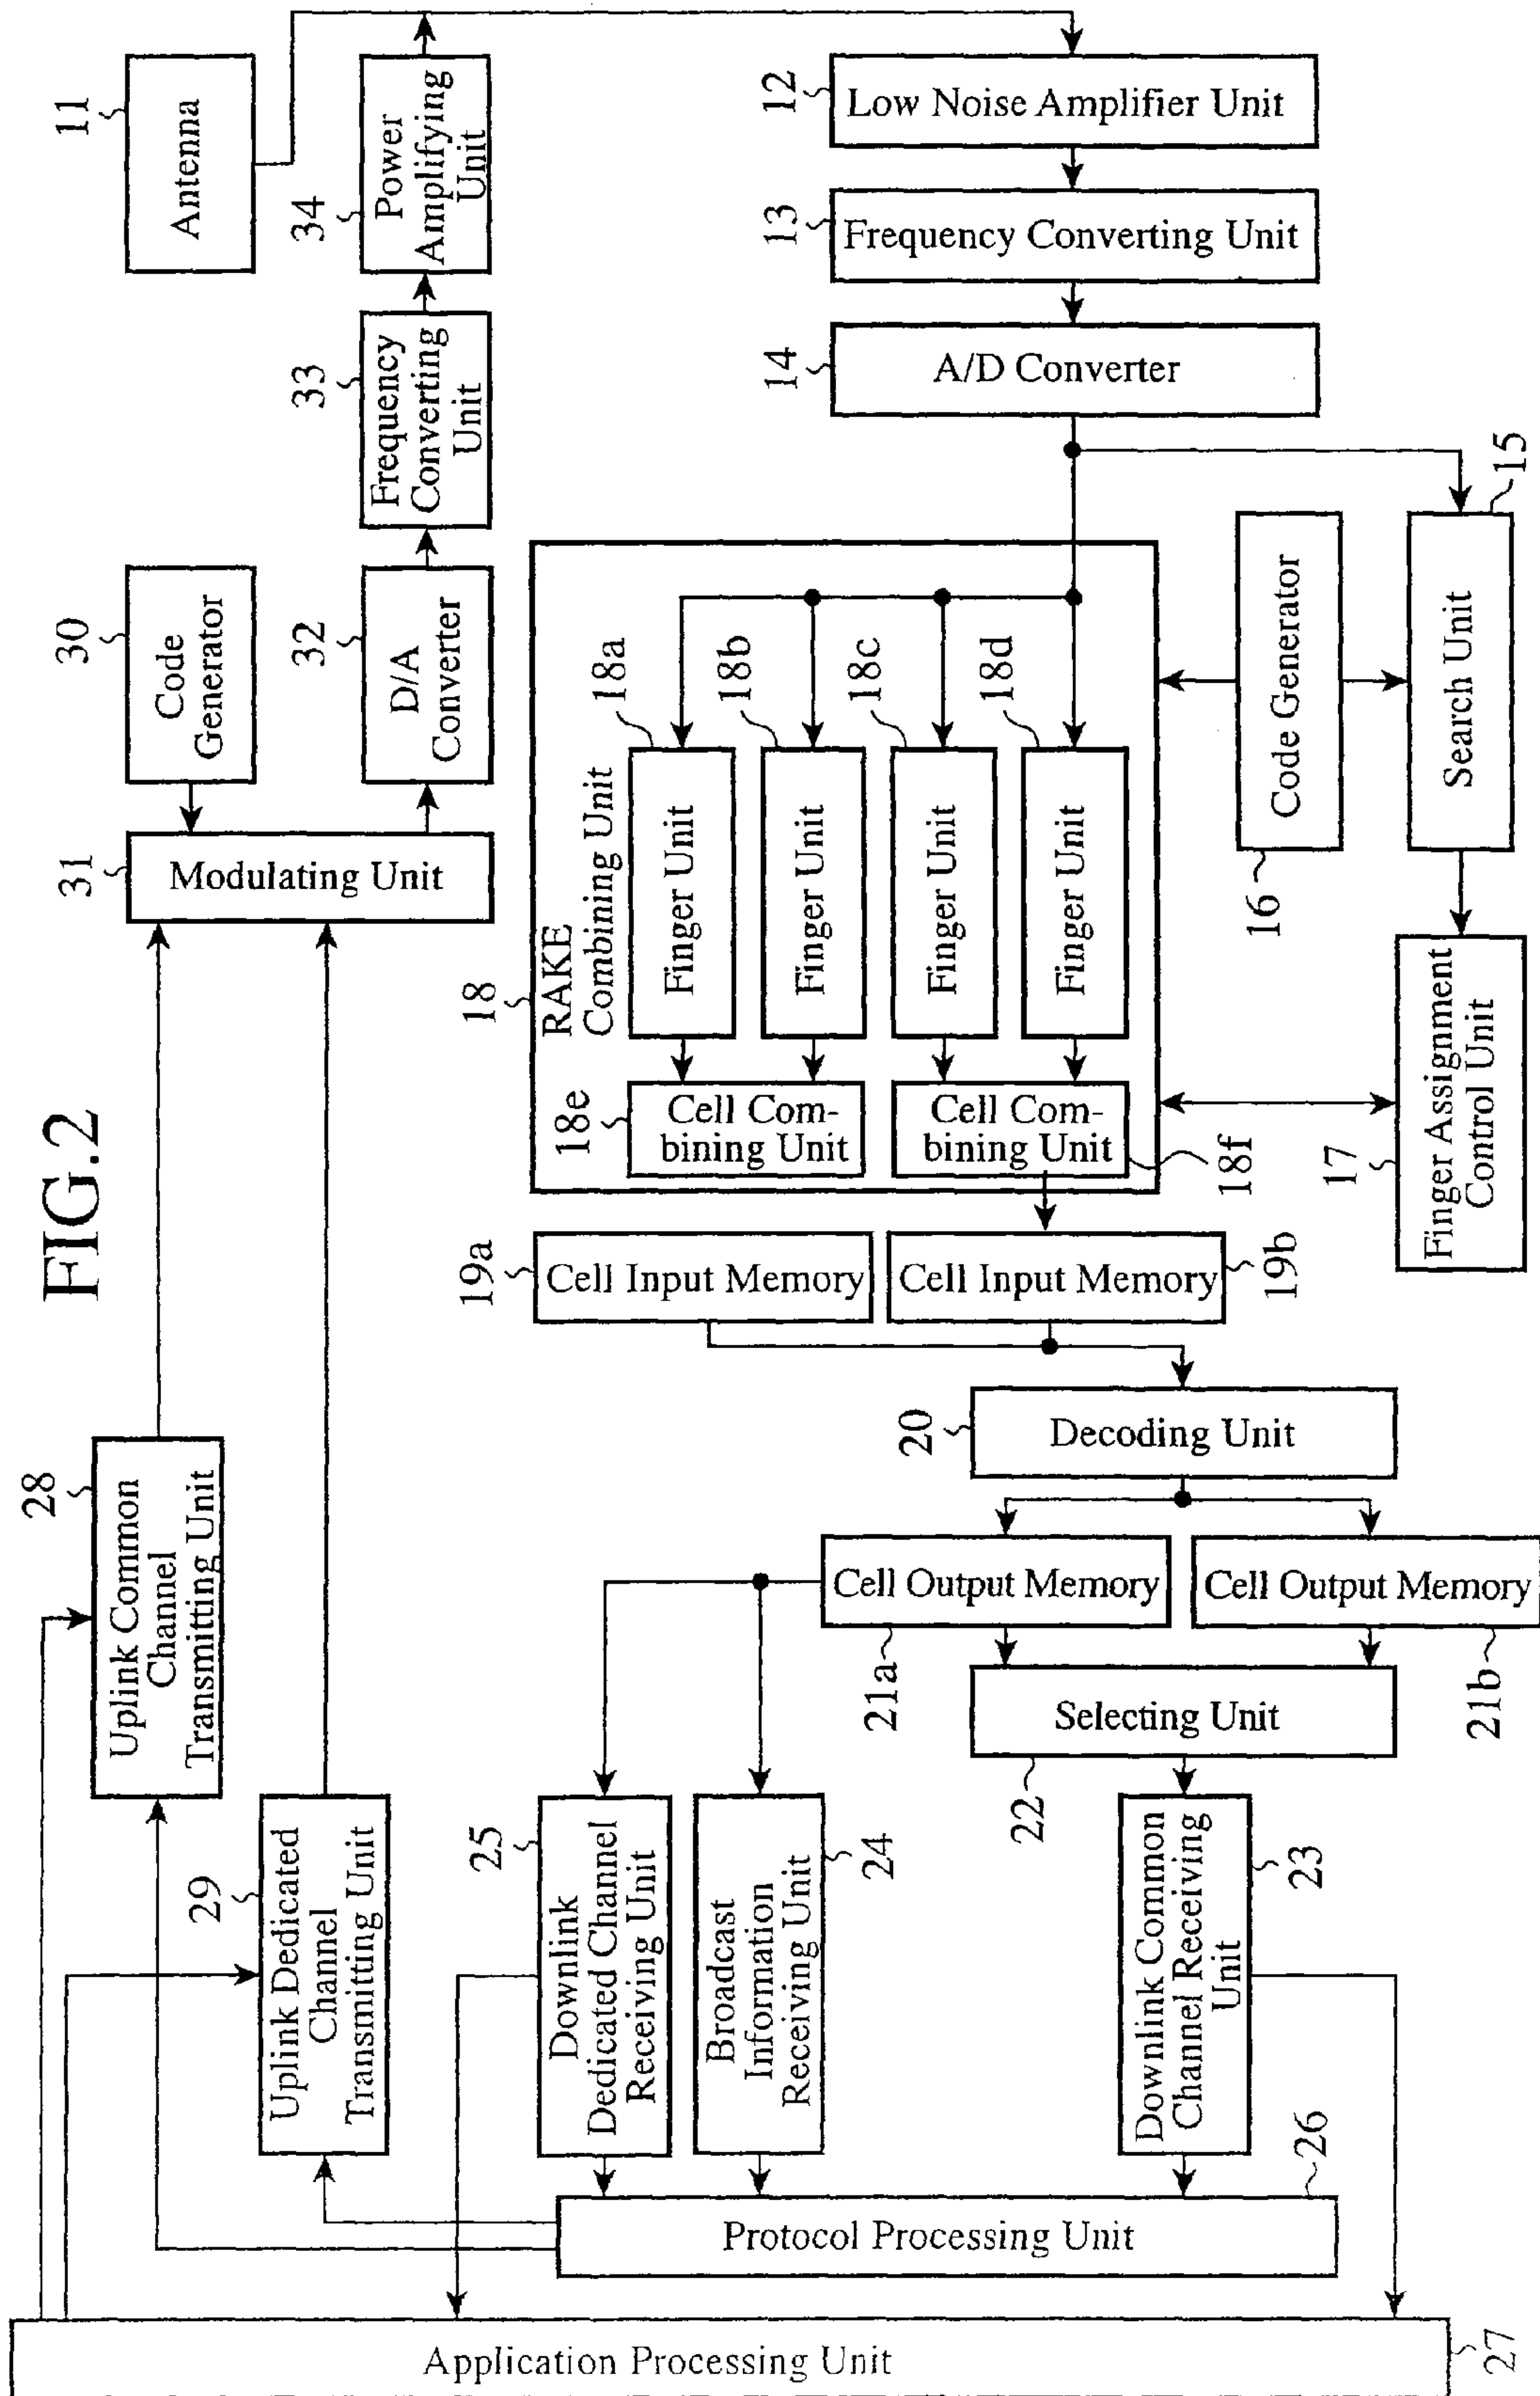 FIG.2
11
Antenna
34
Power
Amplifying
Unit
33
Frequency
Converting
Unit
30
Code
Generator
32
D/A
Converter
31
Modulating Unit
12
Low Noise Amplifier Unit
13
Frequency Converting Unit
14
A/D Converter
15
Search Unit
16
Code Generator
17
Finger Assignment
Control Unit
18
RAKE
Combining Unit
18a
Finger Unit
18b
Finger Unit
18c
Finger Unit
18d
Finger Unit
18e
Cell Com-
bining Unit
18f
Cell Com-
bining Unit
19a
Cell Input Memory
19b
Cell Input Memory
20
Decoding Unit
21a
Cell Output Memory
21b
Cell Output Memory
22
Selecting Unit
23
Downlink Common
Channel Receiving
Unit
24
Broadcast
Information
Receiving Unit
25
Downlink
Dedicated Channel
Receiving Unit
26
Protocol Processing Unit
27
Application Processing Unit
28
Uplink Common
Channel
Transmitting Unit
29
Uplink Dedicated
Channel
Transmitting Unit